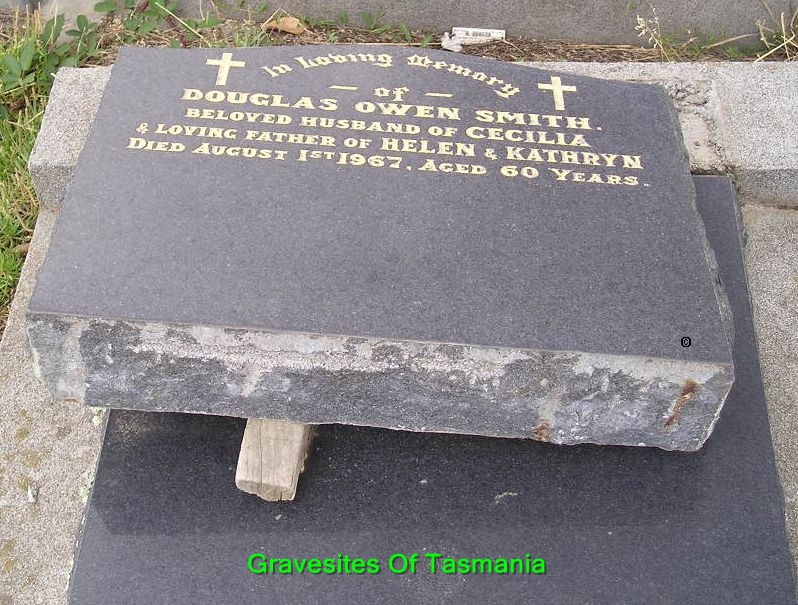 In Loving Memory
— of —
DOUGLAS OWEN SMITH.
BELOVED HUSBAND OF CECILIA
& LOVING FATHER OF HELEN & KATHRYN
DIED AUGUST 1ST 1967. AGED 60 YEARS.
©
Gravesites Of Tasmania